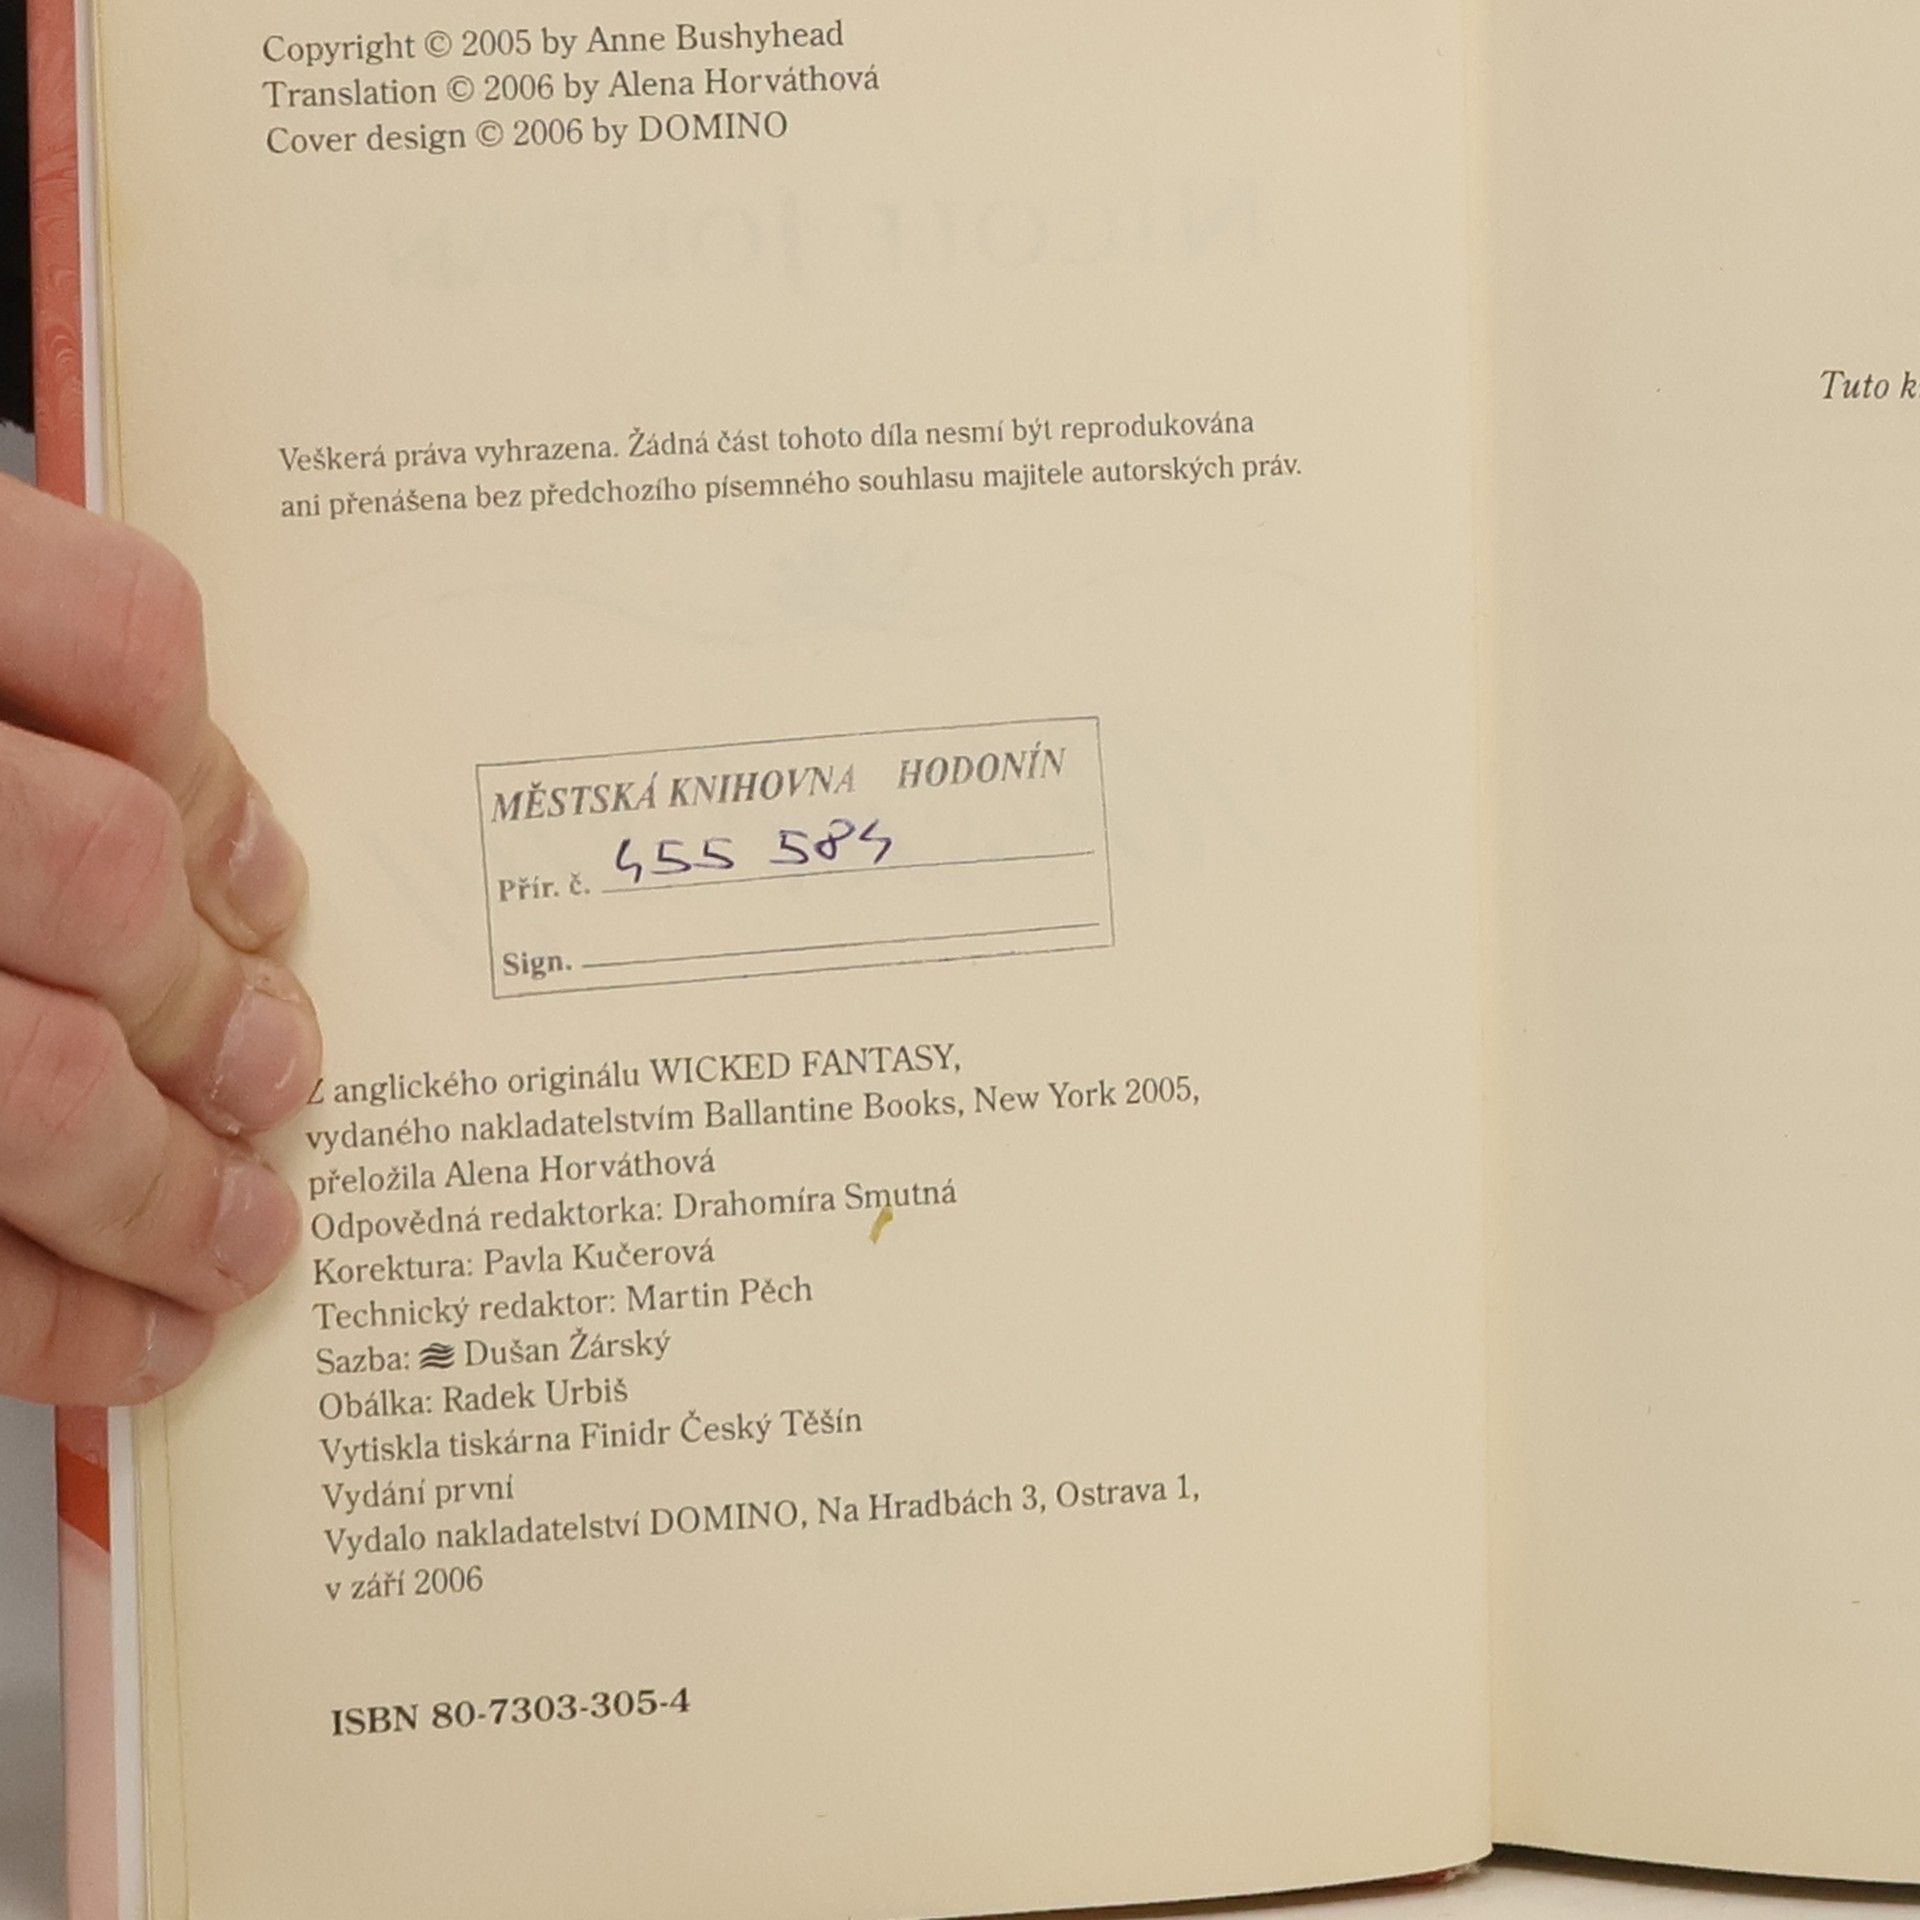 Copyright © 2005 by Anne Bushyhead
Translation © 2006 by Alena Horváthová
Cover design © 2006 by DOMINO
Veškerá práva vyhrazena. Žádná část tohoto díla nesmí být reprodukována
ani přenášena bez předchozího písemného souhlasu majitele autorských práv.
MĚSTSKÁ KNIHOVNA HODONÍN
Přír. č. 455 584
Sign.
Z anglického originálu WICKED FANTASY,
vydaného nakladatelstvím Ballantine Books, New York 2005,
přeložila Alena Horváthová
Odpovědná redaktorka: Drahomíra Smutná
Korektura: Pavla Kučerová
Technický redaktor: Martin Pěch
Sazba: Dušan Žárský
Obálka: Radek Urbiš
Vytiskla tiskárna Finidr Český Těšín
Vydání první
Vydalo nakladatelství DOMINO, Na Hradbách 3, Ostrava 1,
v září 2006
ISBN 80-7303-305-4
Tuto